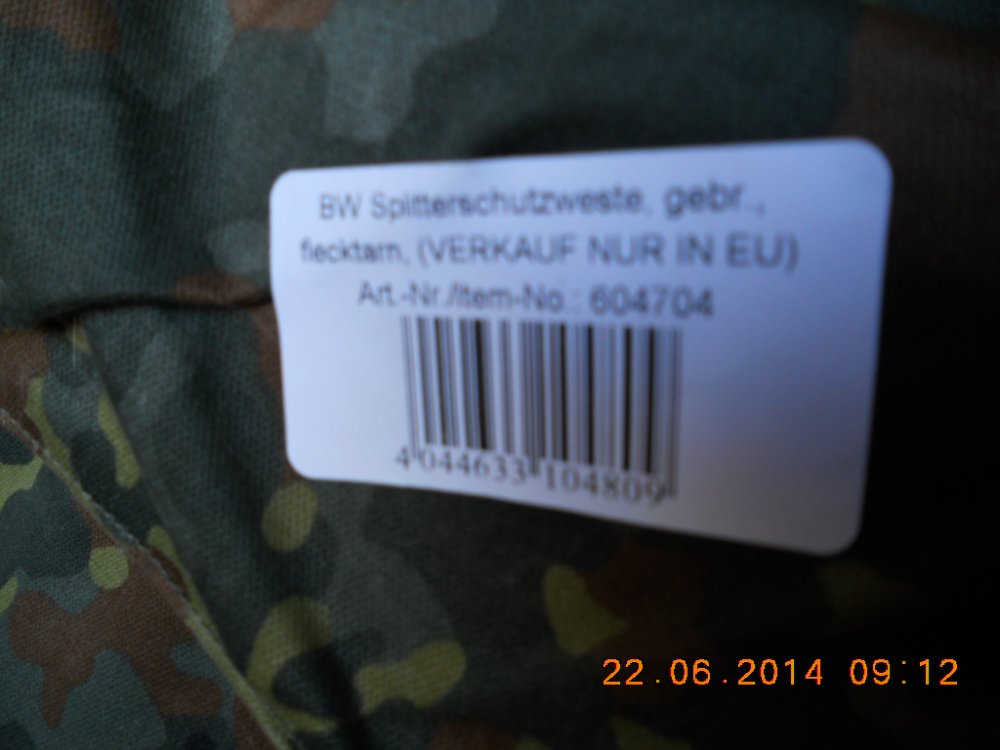 BW Splitterschutzweste, gebr.,
flecktarn, (VERKAUF NUR IN EU)
Art.-Nr./Item-No.: 604704
4 044633 104809
22.06.2014 09:12